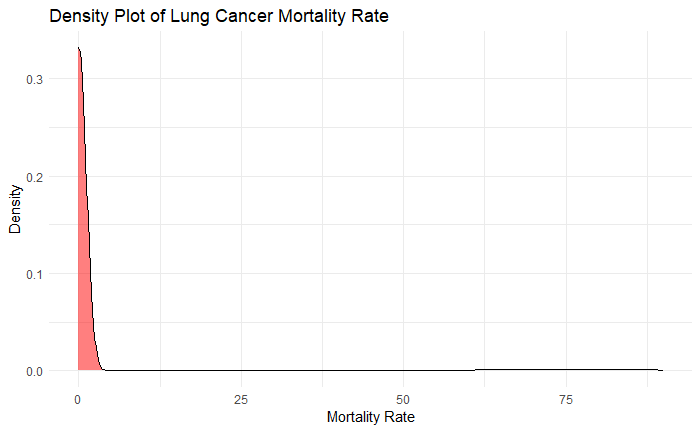 Density Plot of Lung Cancer Mortality Rate
0.3
0.2
0.1
0.0
Density
0 25 50 75
Mortality Rate